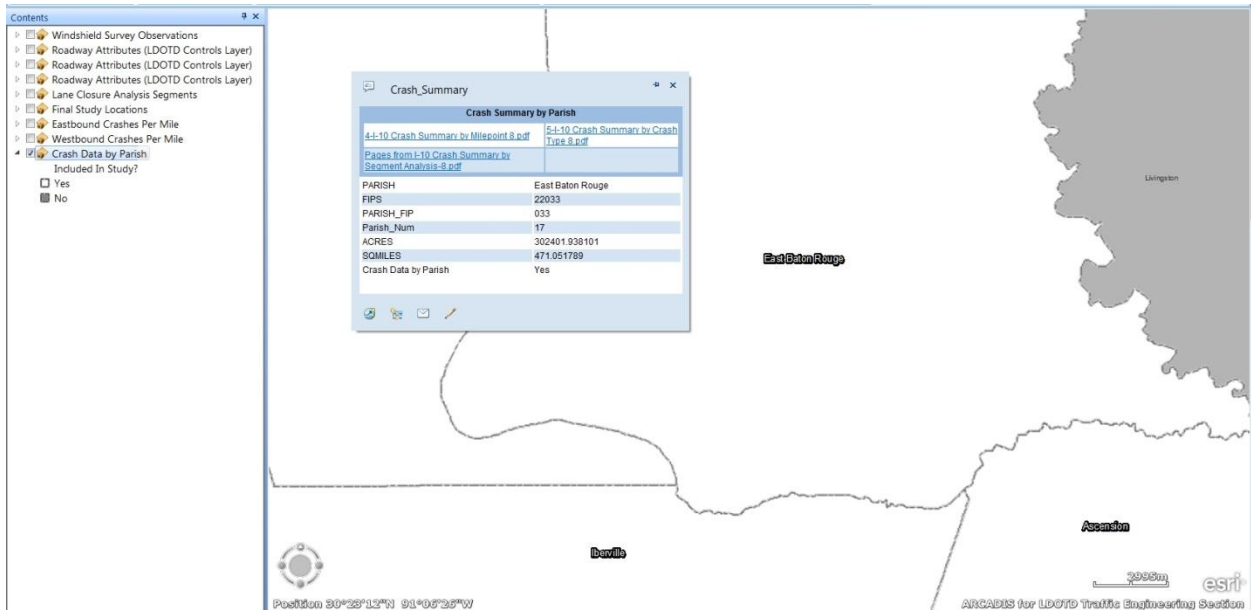 Contents
Windshield Survey Observations
Roadway Attributes (LDOTD Controls Layer)
Roadway Attributes (LDOTD Controls Layer)
Roadway Attributes (LDOTD Controls Layer)
Lane Closure Analysis Segments
Final Study Locations
Eastbound Crashes Per Mile
Westbound Crashes Per Mile
Crash Data by Parish
Included In Study?
Yes
No
Crash_Summary
Crash Summary by Parish
4-I-10 Crash Summary by Milepoint 8.pdf
5-I-10 Crash Summary by Crash
Type 8.pdf
Pages from I-10 Crash Summary by
Segment Analysis-8.pdf
PARISH East Baton Rouge
FIPS 22033
PARISH_FIP 033
Parish_Num 17
ACRES 302401.938101
SQMILES 471.051789
Crash Data by Parish Yes
Livingston
East Baton Rouge
Ascension
Iberville
2995m
esri
Position 30°23'12"N 91°06'26"W
ARCADIS for LDOTD Traffic Engineering Section